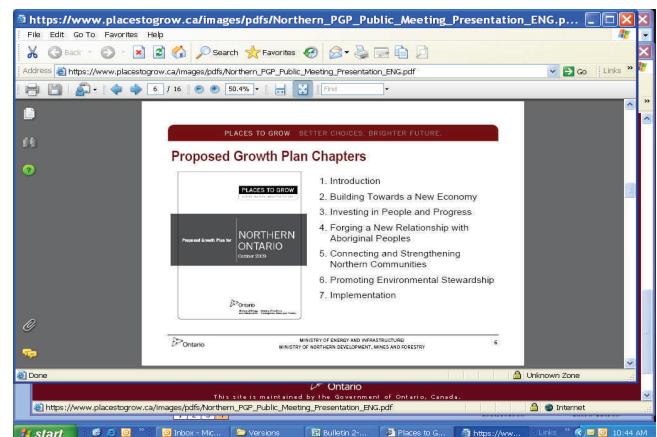 https://www.placestogrow.ca/images/pdfs/Northern_PGP_Public_Meeting_Presentation_ENG.p...
File Edit Go To Favorites Help
Back Search Favorites
Address https://www.placestogrow.ca/images/pdfs/Northern_PGP_Public_Meeting_Presentation_ENG.pdf Go Links
6 / 16 50.4% Find
PLACES TO GROW BETTER CHOICES. BRIGHTER FUTURE.
Proposed Growth Plan Chapters
PLACES TO GROW
Proposed Growth Plan for
NORTHERN
ONTARIO
October 2009
Ontario
1. Introduction
2. Building Towards a New Economy
3. Investing in People and Progress
4. Forging a New Relationship with
Aboriginal Peoples
5. Connecting and Strengthening
Northern Communities
6. Promoting Environmental Stewardship
7. Implementation
Ontario
MINISTRY OF ENERGY AND INFRASTRUCTURE
MINISTRY OF NORTHERN DEVELOPMENT, MINES AND FORESTRY
6
Done Unknown Zone
Ontario
This site is maintained by the Government of Ontario, Canada.
https://www.placestogrow.ca/images/pdfs/Northern_PGP_Public_Meeting_Presentation_ENG.pdf Internet
start Inbox - Mic... Versions Bulletin 2-... Places to G... https://ww... Links 10:44 AM